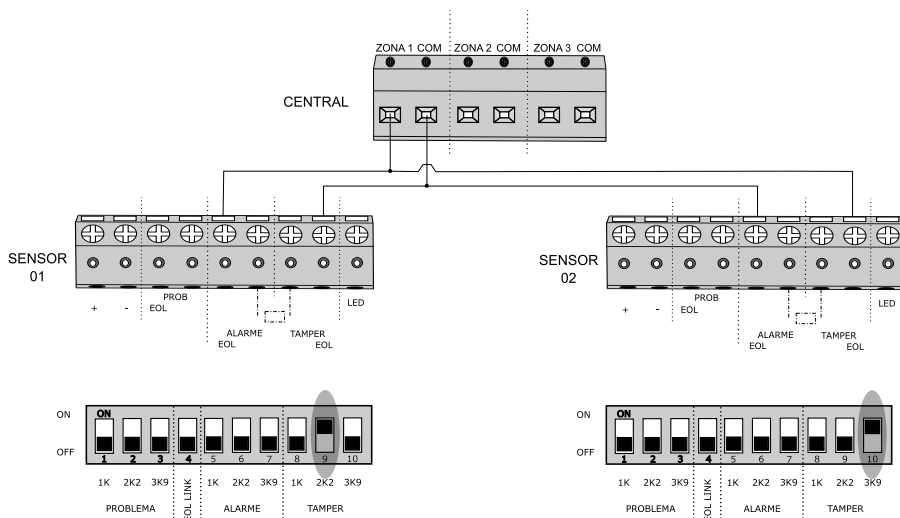 ZONA 1 COM ZONA 2 COM ZONA 3 COM
CENTRAL
SENSOR
01
+ - PROB
EOL
ALARME
EOL
TAMPER
EOL
LED
SENSOR
02
+ - PROB
EOL
ALARME
EOL
TAMPER
EOL
LED
ON
OFF
ON
1 2 3 4 5 6 7 8 9 10
1K 2K2 3K9 EOL LINK 1K 2K2 3K9 1K 2K2 3K9
PROBLEMA ALARME TAMPER
ON
OFF
ON
1 2 3 4 5 6 7 8 9 10
1K 2K2 3K9 EOL LINK 1K 2K2 3K9 1K 2K2 3K9
PROBLEMA ALARME TAMPER